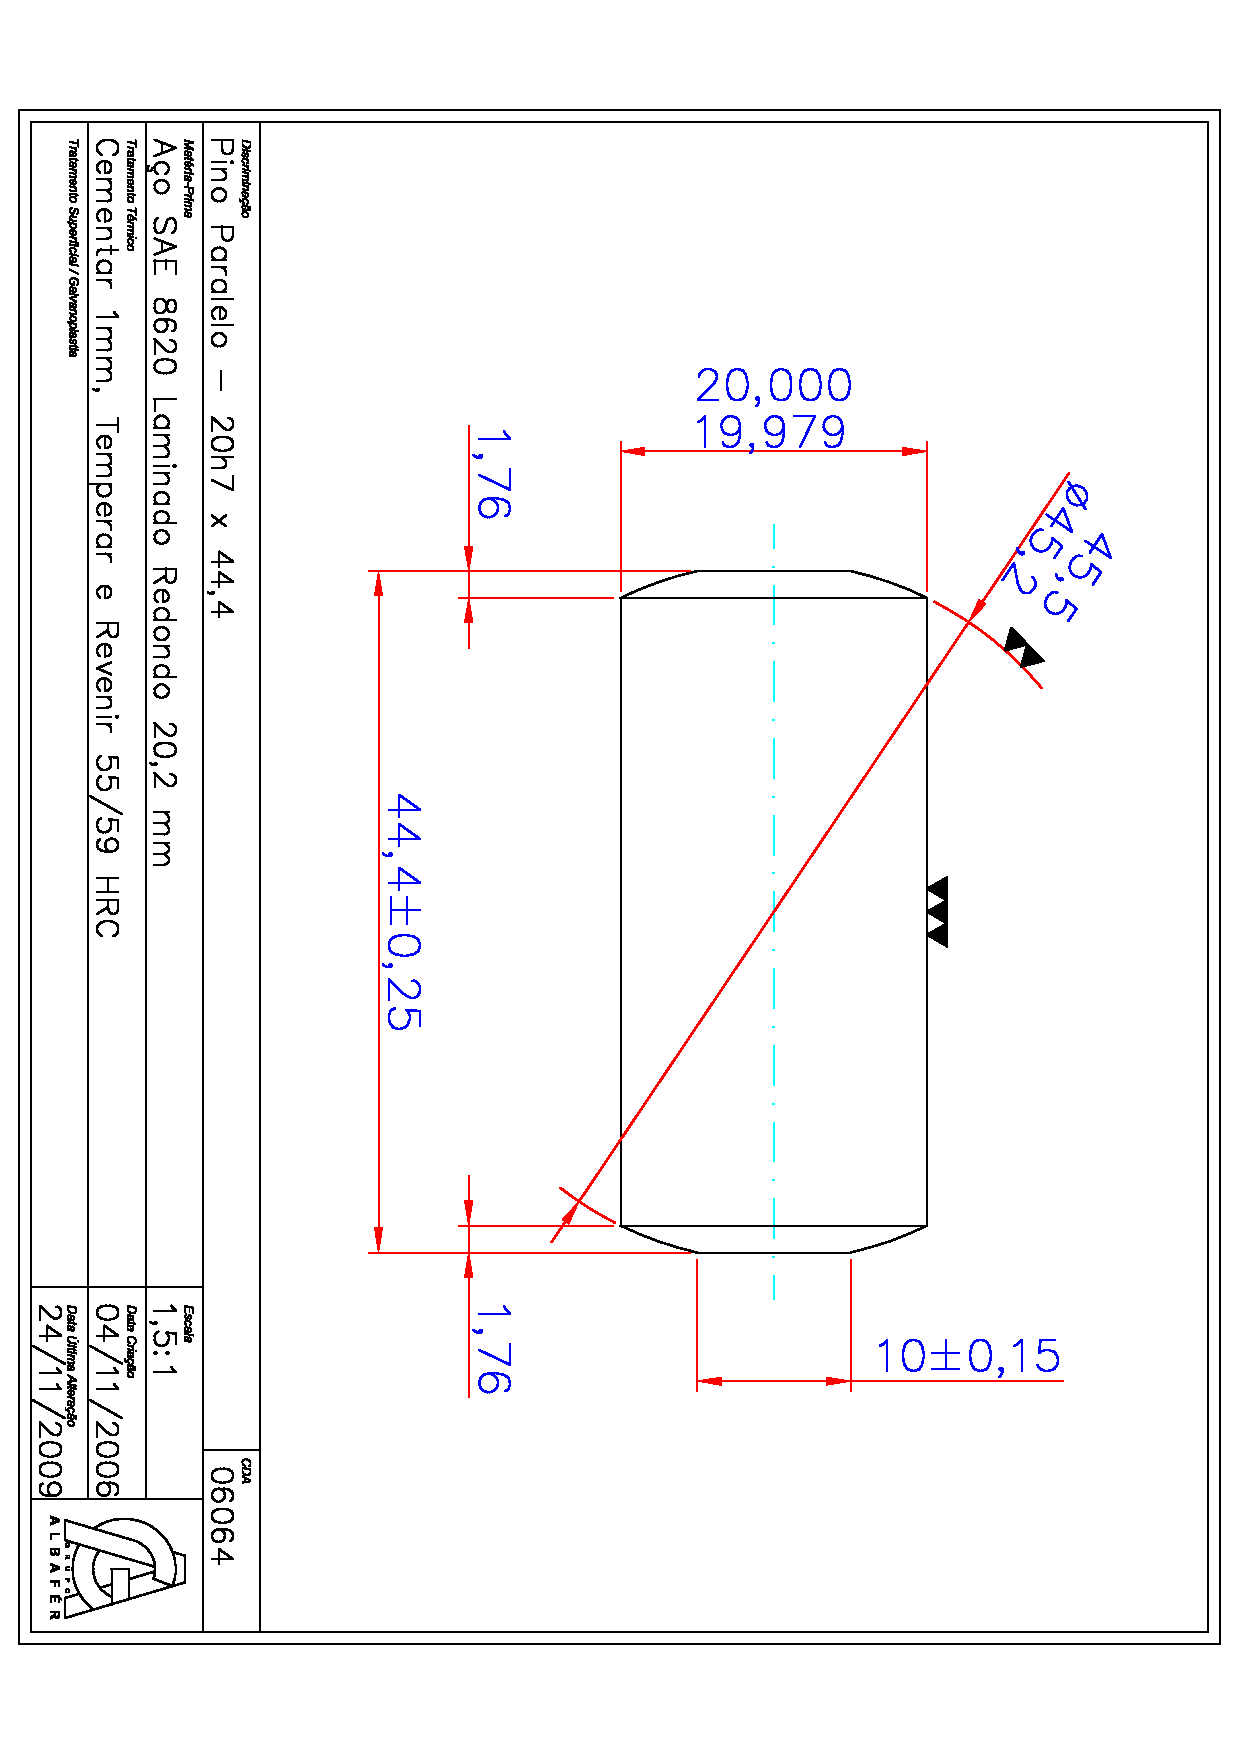 20,000
19,979
ø 45,5
45,2
1,76
44,4±0,25
1,76
10±0,15
Discriminação
Pino Paralelo – 20h7 x 44,4
CDA
06064
Matéria-Prima
Aço SAE 8620 Laminado Redondo 20,2 mm
Escala
1,5:1
Tratamento Térmico
Cementar 1mm, Temperar e Revenir 55/59 HRC
Data Criação
04/11/2006
Tratamento Superficial / Galvanoplastia
Data Última Alteração
24/11/2009
GRUPO
ALBAFÉR